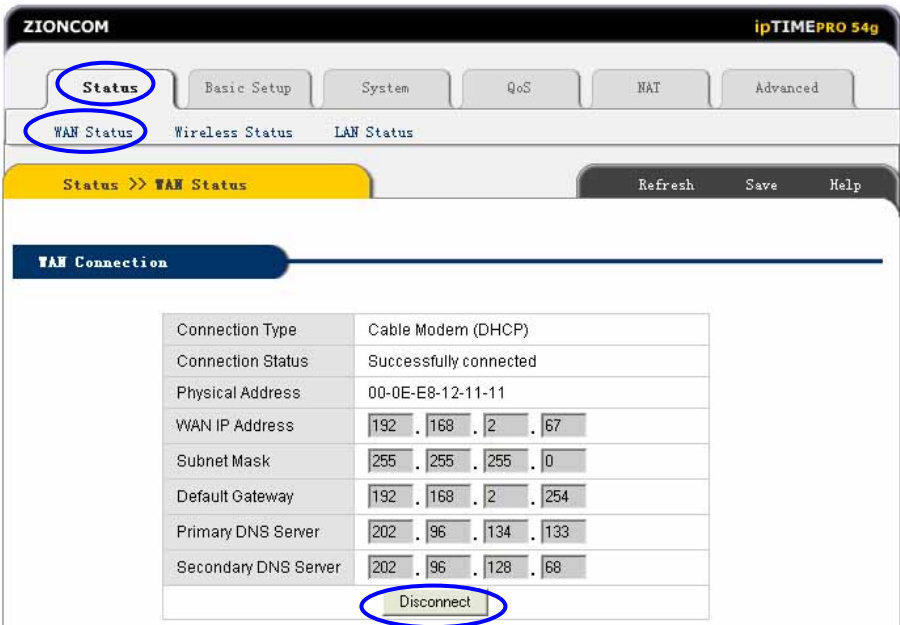 ZIONCOM ipTIMEPRO 54g
Status Basic Setup System QoS NAT Advanced
WAN Status Wireless Status LAN Status
Status >> WAN Status Refresh Save Help
WAN Connection
Connection Type Cable Modem (DHCP)
Connection Status Successfully connected
Physical Address 00-0E-E8-12-11-11
WAN IP Address 192 . 168 . 2 . 67
Subnet Mask 255 . 255 . 255 . 0
Default Gateway 192 . 168 . 2 . 254
Primary DNS Server 202 . 96 . 134 . 133
Secondary DNS Server 202 . 96 . 128 . 68
Disconnect